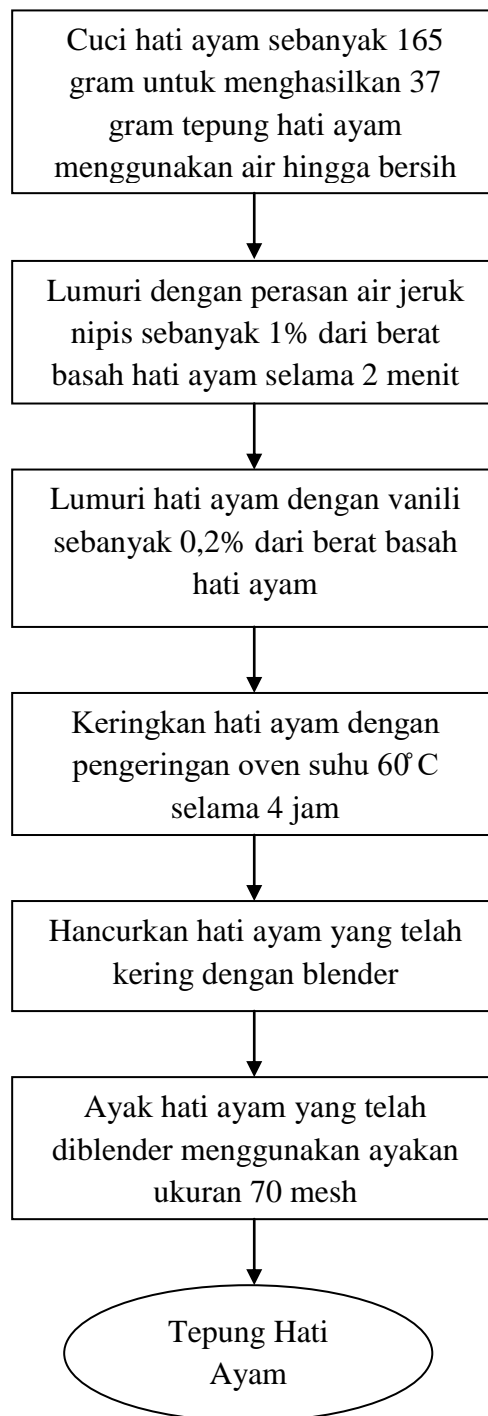 Cuci hati ayam sebanyak 165
gram untuk menghasilkan 37
gram tepung hati ayam
menggunakan air hingga bersih
Lumuri dengan perasan air jeruk
nipis sebanyak 1% dari berat
basah hati ayam selama 2 menit
Lumuri hati ayam dengan vanili
sebanyak 0,2% dari berat basah
hati ayam
Keringkan hati ayam dengan
pengeringan oven suhu 60̊ C
selama 4 jam
Hancurkan hati ayam yang telah
kering dengan blender
Ayak hati ayam yang telah
diblender menggunakan ayakan
ukuran 70 mesh
Tepung Hati
Ayam